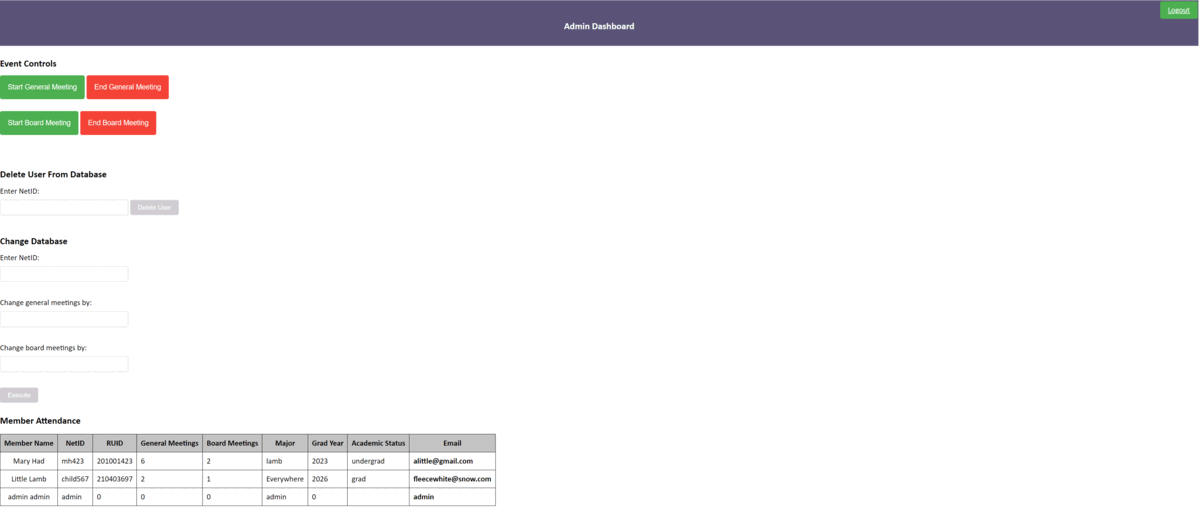 Logout
Admin Dashboard
Event Controls
Start General Meeting End General Meeting
Start Board Meeting End Board Meeting
Delete User From Database
Enter NetID:
Delete User
Change Database
Enter NetID:
Change general meetings by:
Change board meetings by:
Execute
Member Attendance
Member Name NetID RUID General Meetings Board Meetings Major Grad Year Academic Status Email
Mary Had mh423 201001423 6 2 lamb 2023 undergrad alittle@gmail.com
Little Lamb child567 210403697 2 1 Everywhere 2026 grad fleecewhite@snow.com
admin admin admin 0 0 0 admin 0 admin